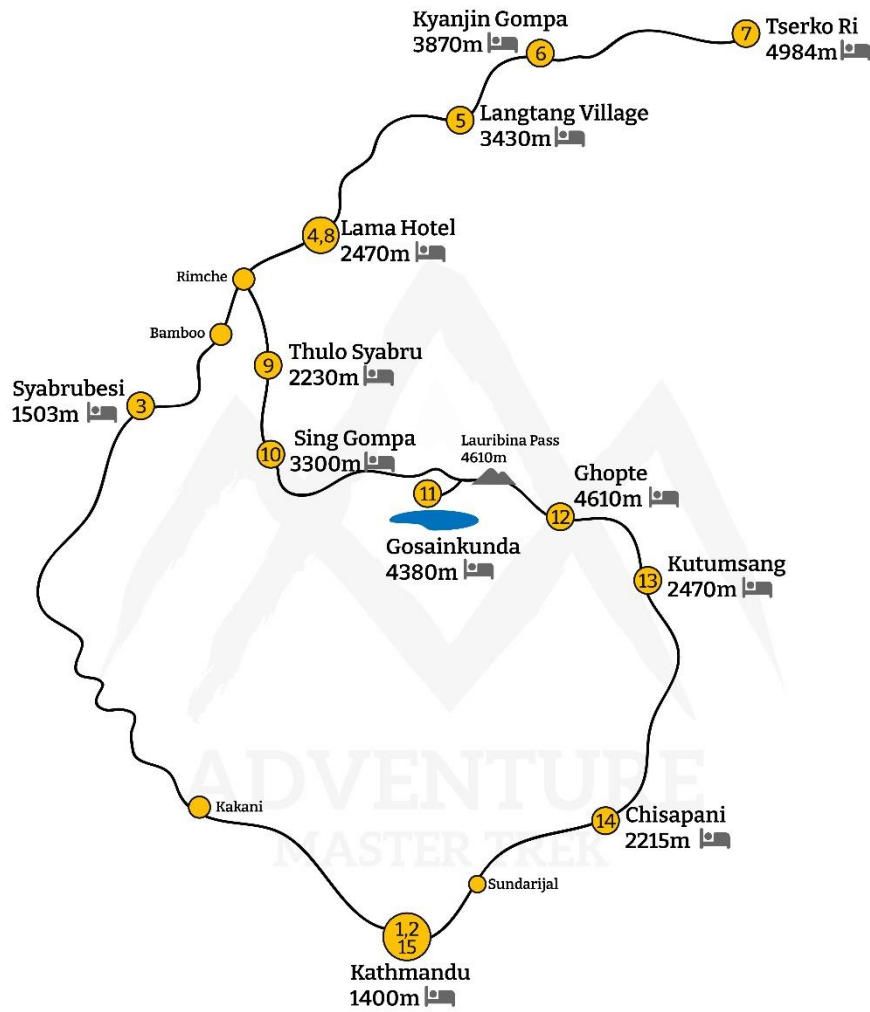 Kyanjin Gompa
3870m
6
7
Tserko Ri
4984m
5
Langtang Village
3430m
4,8
Lama Hotel
2470m
Rimche
Bamboo
9
Thulo Syabru
2230m
Syabrubesi
1503m
3
10
Sing Gompa
3300m
Lauribina Pass
4610m
11
Gosainkunda
4380m
Ghopte
4610m
12
13
Kutumsang
2470m
ADVENTURE
MASTER TREK
Kakani
14
Chisapani
2215m
Sundarijal
1,2
15
Kathmandu
1400m